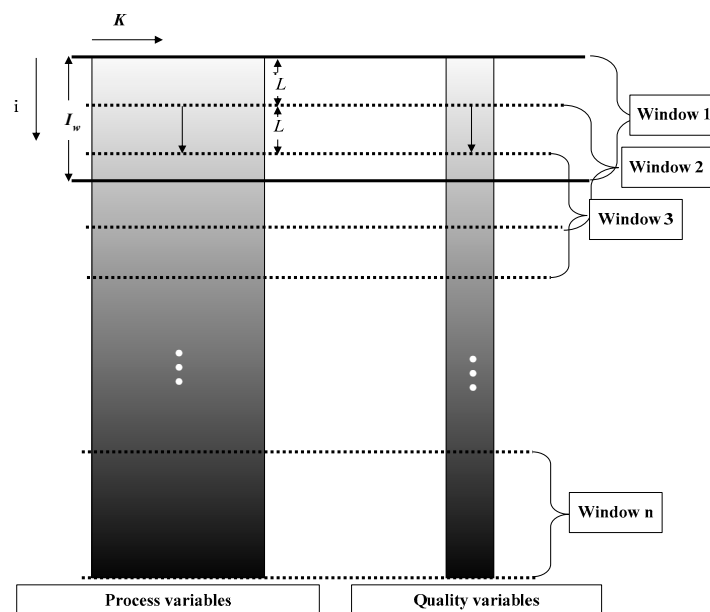 K
i
I_w
L
L
Window 1
Window 2
Window 3
Window n
Process variables
Quality variables